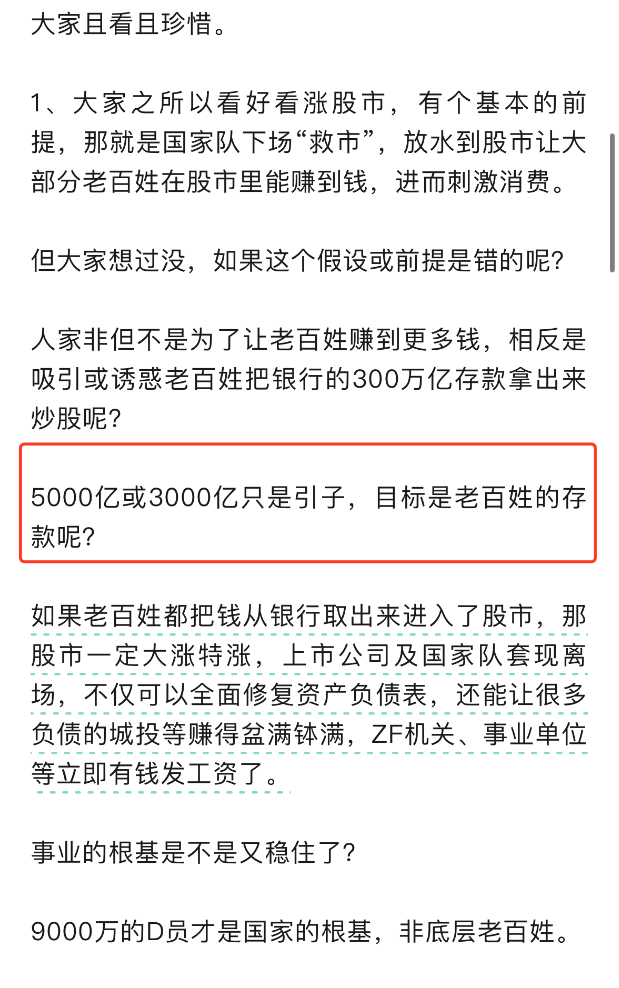 大家且看且珍惜。
1、大家之所以看好看涨股市，有个基本的前
提，那就是国家队下场“救市”，放水到股市让大
部分老百姓在股市里能赚到钱，进而刺激消费。
但大家想过没，如果这个假设或前提是错的呢？
人家非但不是为了让老百姓赚到更多钱，相反是
吸引或诱惑老百姓把银行的300万亿存款拿出来
炒股呢？
5000亿或3000亿只是引子，目标是老百姓的存
款呢？
如果老百姓都把钱从银行取出来进入了股市，那
股市一定大涨特涨，上市公司及国家队套现离
场，不仅可以全面修复资产负债表，还能让很多
负债的城投等赚得盆满钵满，ZF机关、事业单位
等立即有钱发工资了。
事业的根基是不是又稳住了？
9000万的D员才是国家的根基，非底层老百姓。